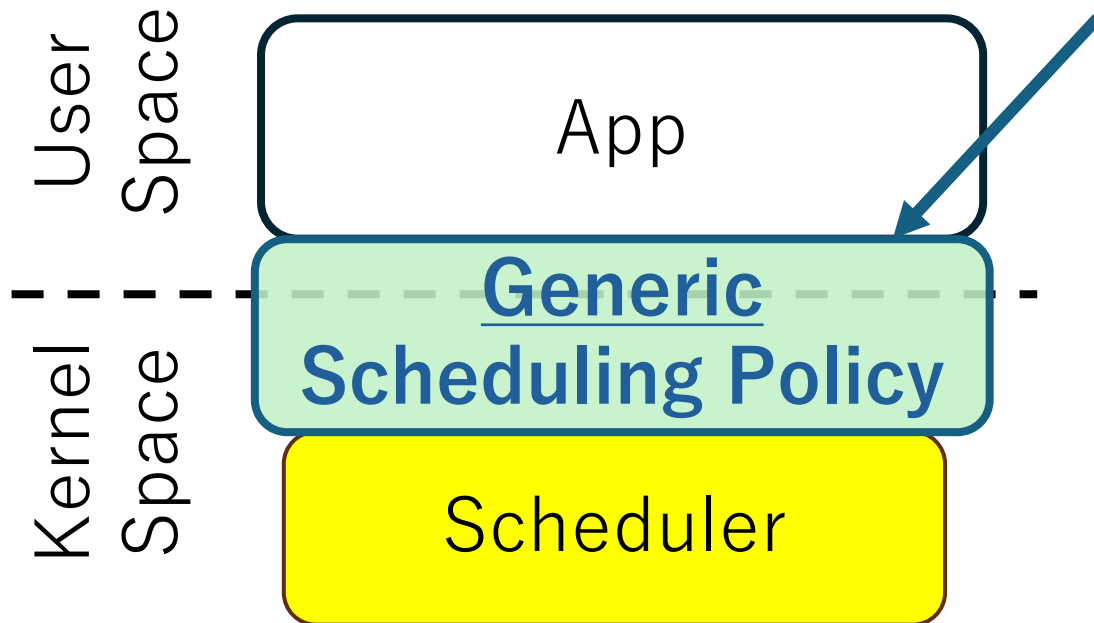 User
Space
App
Generic
Scheduling Policy
Kernel
Space
Scheduler